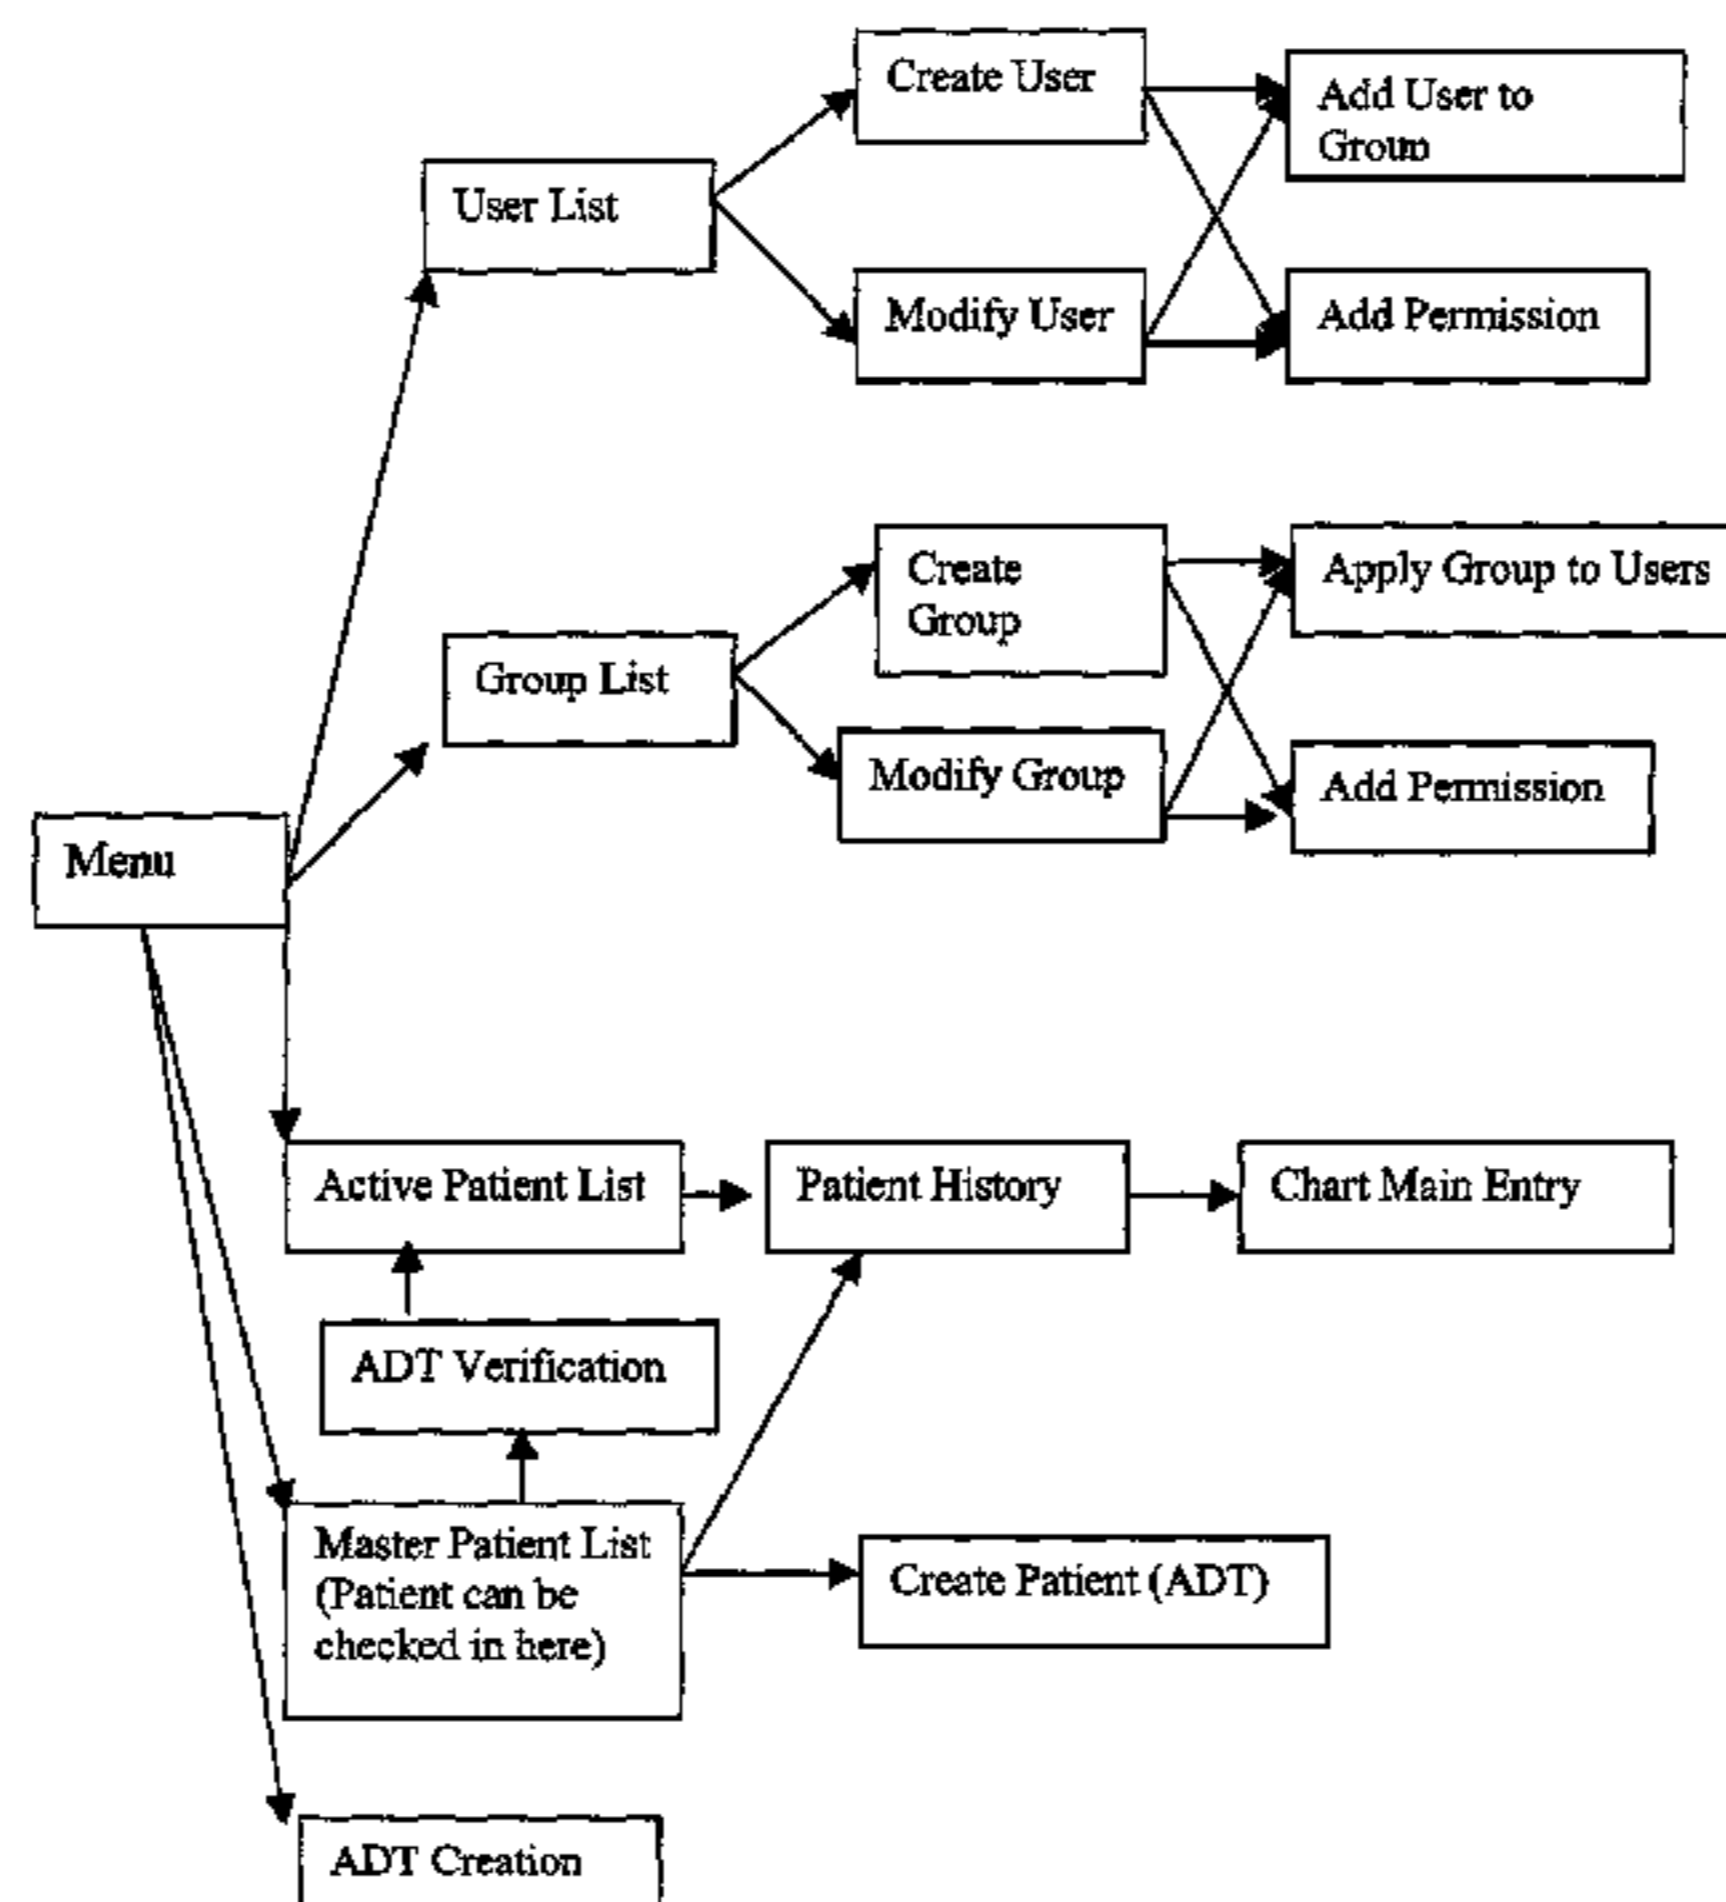 Create User
Add User to
Group
User List
Modify User
Add Permission
Create
Group
Apply Group to Users
Group List
Modify Group
Add Permission
Menu
Active Patient List
Patient History
Chart Main Entry
ADT Verification
Master Patient List
(Patient can be
checked in here)
Create Patient (ADT)
ADT Creation